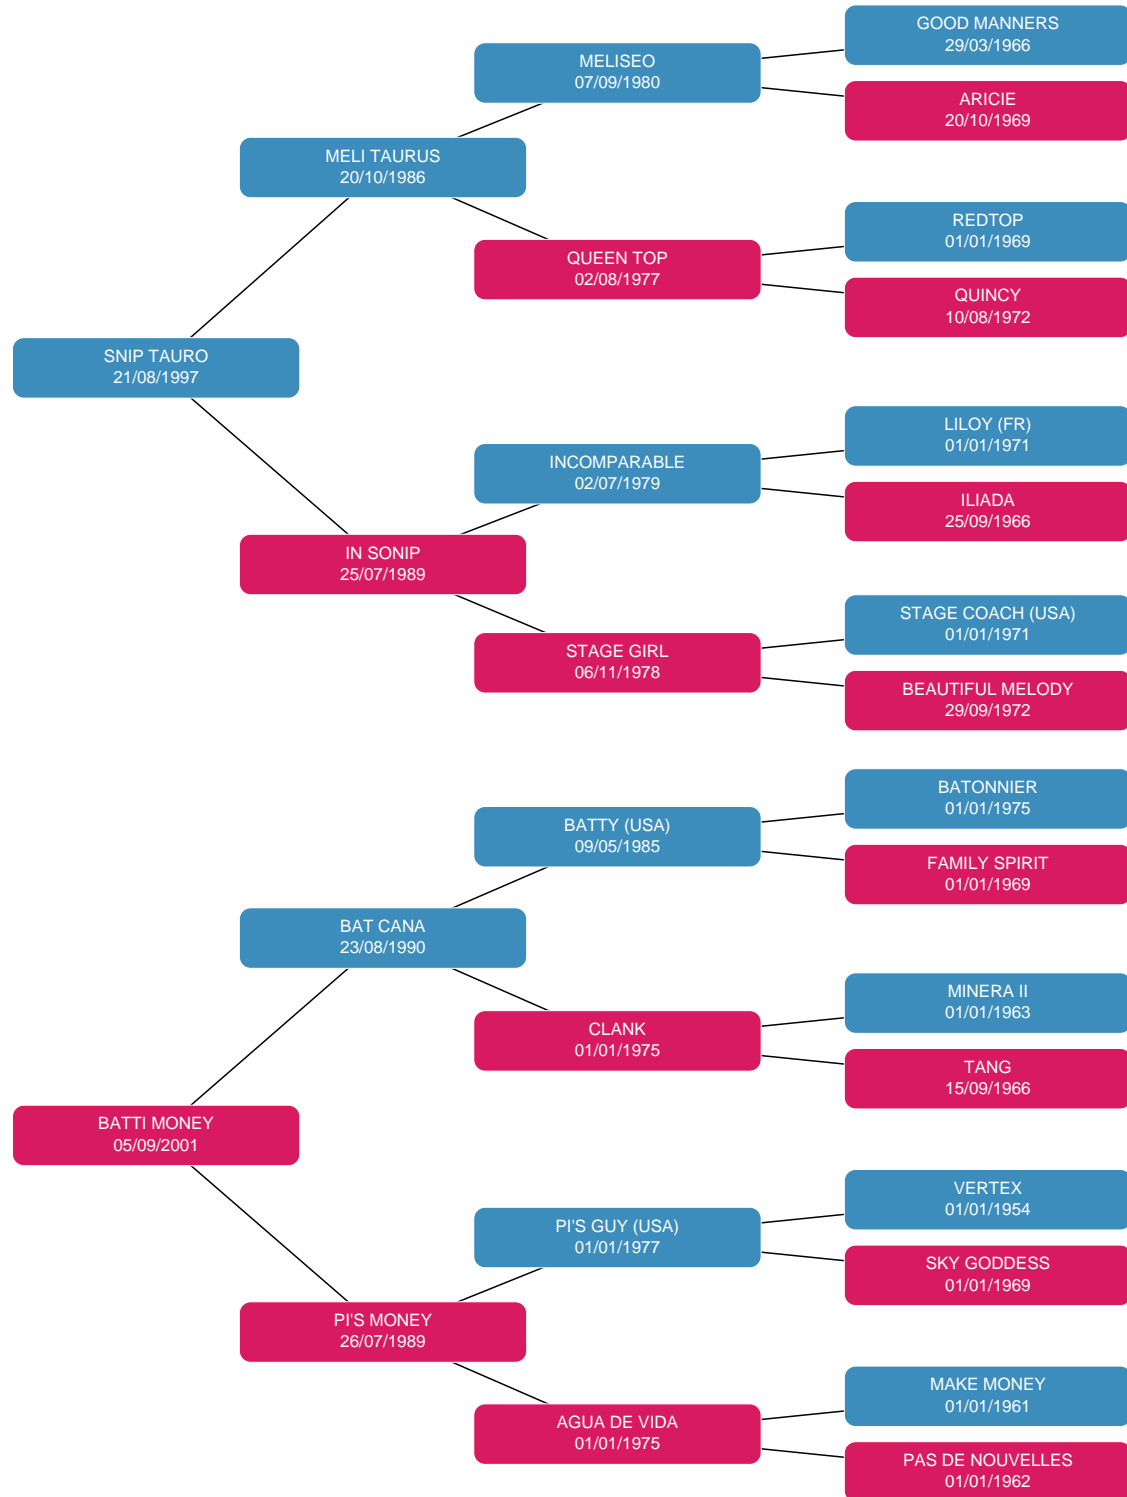 GOOD MANNERS
29/03/1966
MELISEO
07/09/1980
ARICIE
20/10/1969
MELI TAURUS
20/10/1986
REDTOP
01/01/1969
QUEEN TOP
02/08/1977
QUINCY
10/08/1972
SNIP TAURO
21/08/1997
LILOY (FR)
01/01/1971
INCOMPARABLE
02/07/1979
ILIADA
25/09/1966
IN SONIP
25/07/1989
STAGE COACH (USA)
01/01/1971
STAGE GIRL
06/11/1978
BEAUTIFUL MELODY
29/09/1972
BATONNIER
01/01/1975
BATTY (USA)
09/05/1985
FAMILY SPIRIT
01/01/1969
BAT CANA
23/08/1990
MINERA II
01/01/1963
CLANK
01/01/1975
TANG
15/09/1966
BATTI MONEY
05/09/2001
VERTEX
01/01/1954
PI'S GUY (USA)
01/01/1977
SKY GODDESS
01/01/1969
PI'S MONEY
26/07/1989
MAKE MONEY
01/01/1961
AGUA DE VIDA
01/01/1975
PAS DE NOUVELLES
01/01/1962